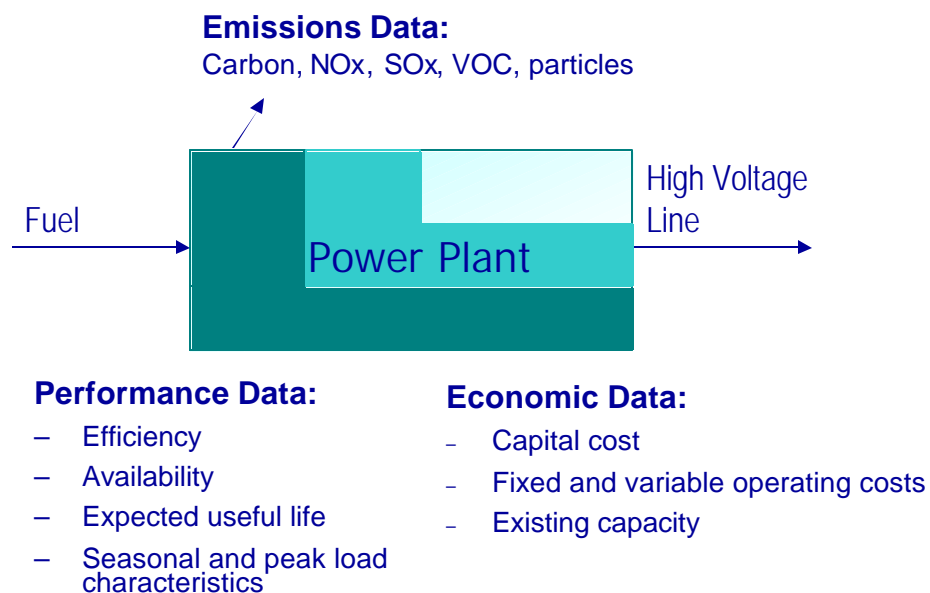 Emissions Data:
Carbon, NOx, SOx, VOC, particles
Fuel
High Voltage
Line
Power Plant
Performance Data:
– Efficiency
– Availability
– Expected useful life
– Seasonal and peak load
characteristics
Economic Data:
– Capital cost
– Fixed and variable operating costs
– Existing capacity